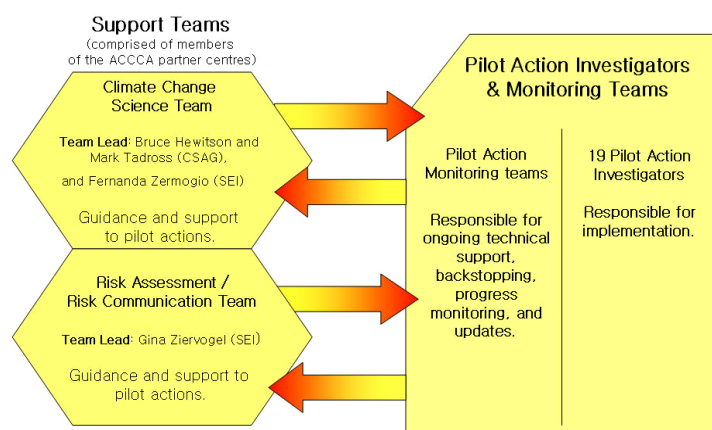 Support Teams
(comprised of members
of the ACCCA partner centres)
Climate Change
Science Team
Team Lead: Bruce Hewitson and
Mark Tadross (CSAG),
and Fernanda Zermogio (SEI)
Guidance and support
to pilot actions.
Risk Assessment /
Risk Communication Team
Team Lead: Gina Ziervogel (SEI)
Guidance and support to
pilot actions.
Pilot Action Investigators
& Monitoring Teams
Pilot Action
Monitoring teams
Responsible for
ongoing technical
support,
backstopping,
progress
monitoring, and
updates.
19 Pilot Action
Investigators
Responsible for
implementation.